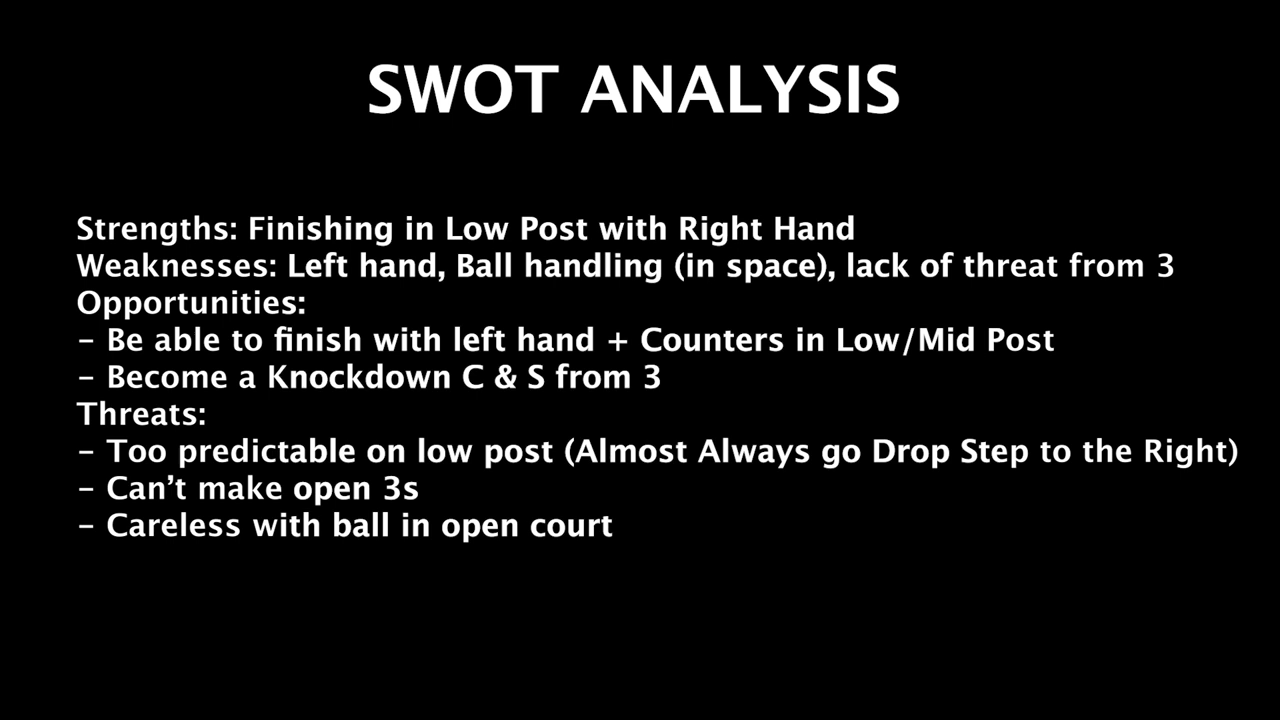 SWOT ANALYSIS
Strengths: Finishing in Low Post with Right Hand
Weaknesses: Left hand, Ball handling (in space), lack of threat from 3
Opportunities:
- Be able to finish with left hand + Counters in Low/Mid Post
- Become a Knockdown C & S from 3
Threats:
- Too predictable on low post (Almost Always go Drop Step to the Right)
- Can’t make open 3s
- Careless with ball in open court